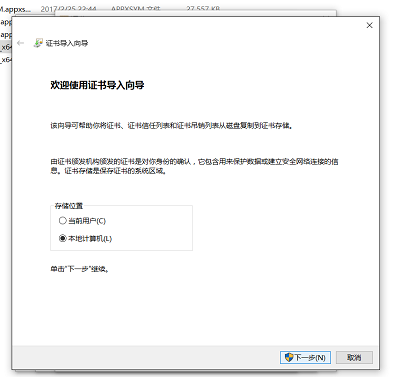 M.appxs... 2017/2/25 22:44 APPXSYM 文件 27,557 KB
.app
.app
_x64
_x64
证书导入向导
欢迎使用证书导入向导
该向导可帮助你将证书、证书信任列表和证书吊销列表从磁盘复制到证书存储。
由证书颁发机构颁发的证书是对你身份的确认，它包含用来保护数据或建立安全网络连接的信
息。证书存储是保存证书的系统区域。
存储位置
当前用户(C)
本地计算机(L)
单击"下一步"继续。
下一步(N)
取消